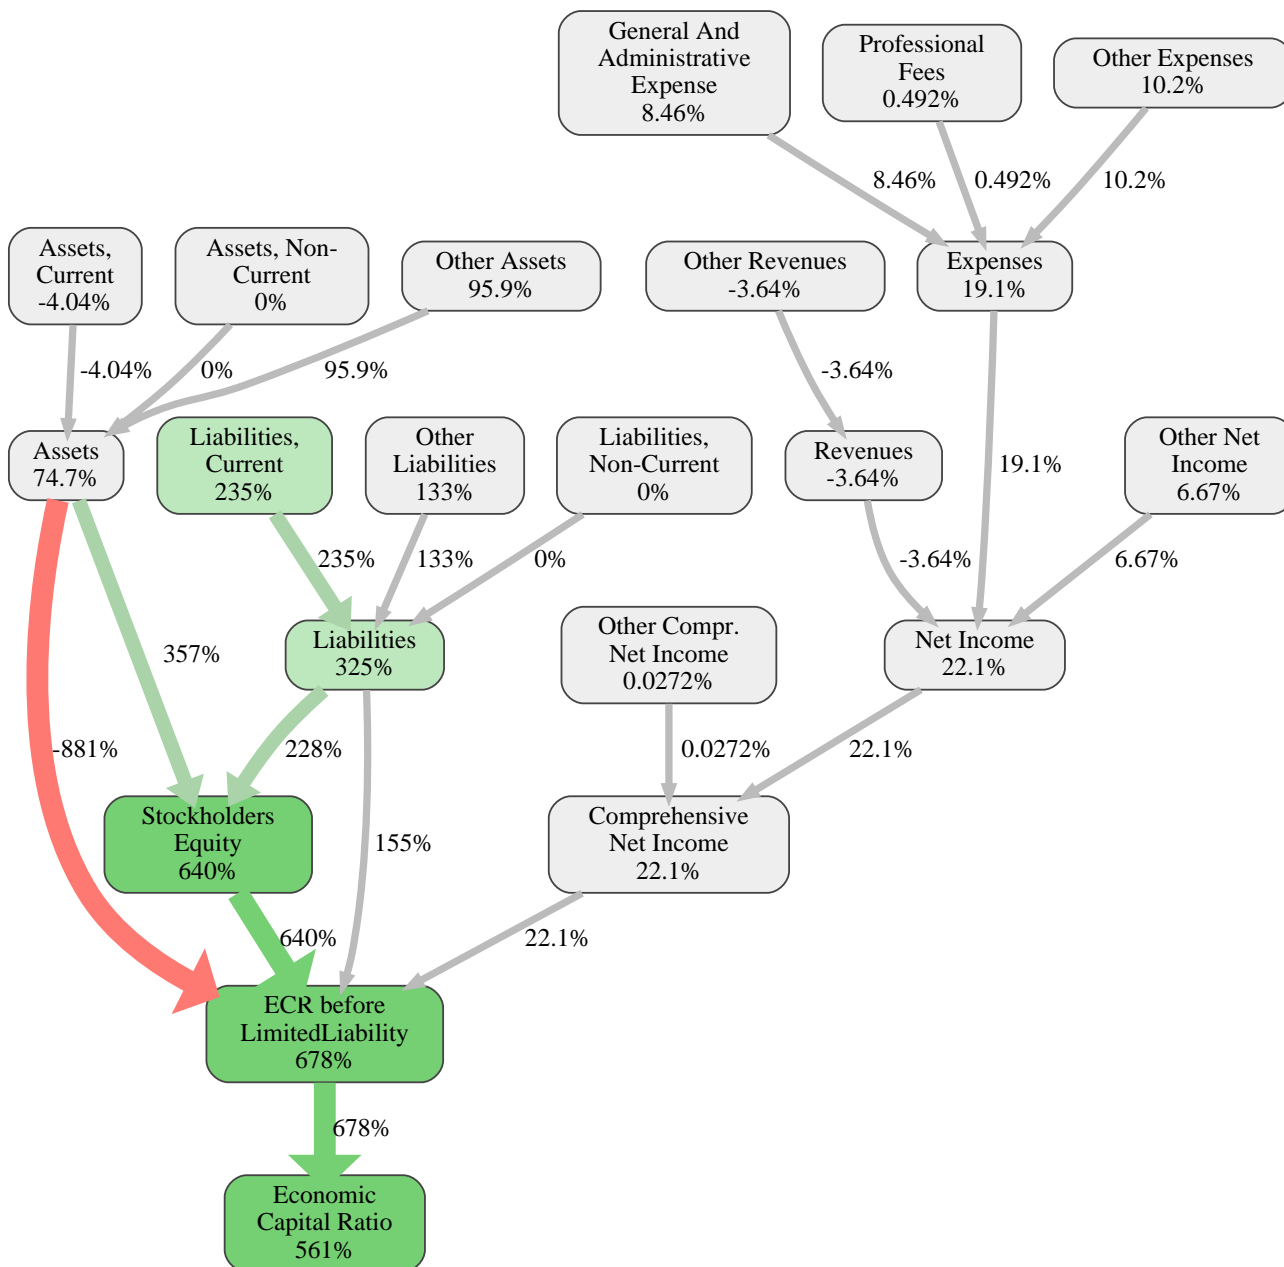 General And
Administrative
Expense
8.46%
Professional
Fees
0.492%
Other Expenses
10.2%
8.46%
0.492%
10.2%
Assets,
Current
-4.04%
Assets, Non-
Current
0%
Other Assets
95.9%
Other Revenues
-3.64%
Expenses
19.1%
-4.04%
0%
95.9%
-3.64%
Assets
74.7%
Liabilities,
Current
235%
Other
Liabilities
133%
Liabilities,
Non-Current
0%
Revenues
-3.64%
19.1%
Other Net
Income
6.67%
235%
133%
0%
-3.64%
6.67%
357%
Liabilities
325%
Other Compr.
Net Income
0.0272%
Net Income
22.1%
-881%
228%
0.0272%
22.1%
Stockholders
Equity
640%
155%
Comprehensive
Net Income
22.1%
640%
22.1%
ECR before
LimitedLiability
678%
678%
Economic
Capital Ratio
561%